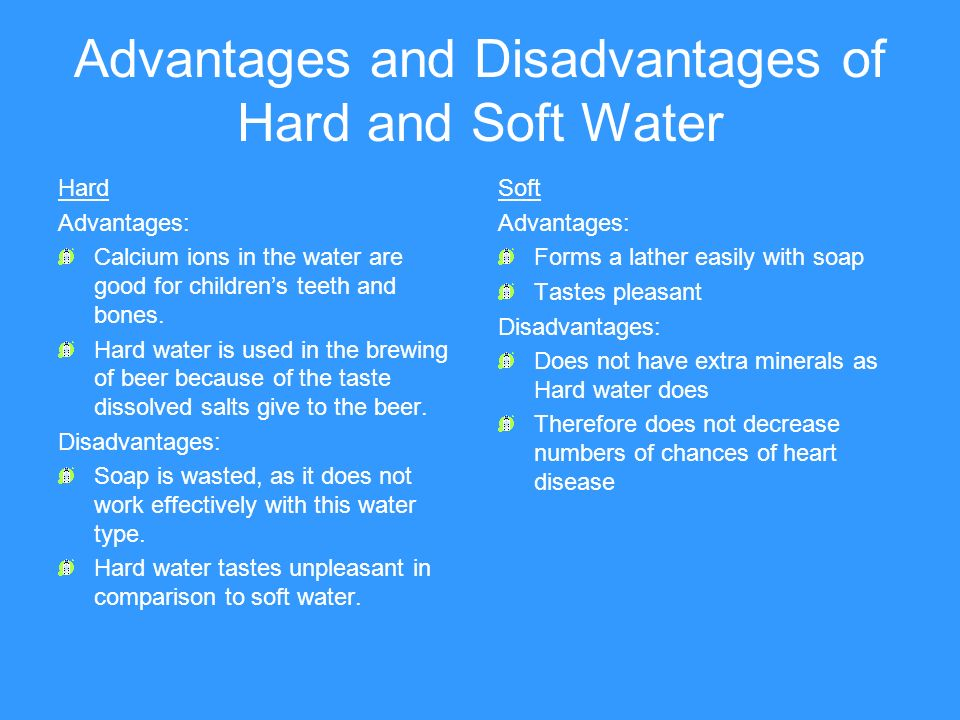 Advantages and Disadvantages of
Hard and Soft Water
Hard
Advantages:
Calcium ions in the water are
good for children's teeth and
bones.
Hard water is used in the brewing
of beer because of the taste
dissolved salts give to the beer.
Disadvantages:
Soap is wasted, as it does not
work effectively with this water
type.
Hard water tastes unpleasant in
comparison to soft water.
Soft
Advantages:
Forms a lather easily with soap
Tastes pleasant
Disadvantages:
Does not have extra minerals as
Hard water does
Therefore does not decrease
numbers of chances of heart
disease